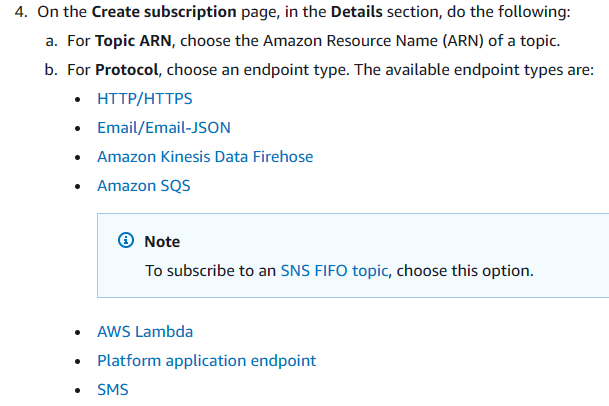 4. On the Create subscription page, in the Details section, do the following:
a. For Topic ARN, choose the Amazon Resource Name (ARN) of a topic.
b. For Protocol, choose an endpoint type. The available endpoint types are:
• HTTP/HTTPS
• Email/Email-JSON
• Amazon Kinesis Data Firehose
• Amazon SQS
Note
To subscribe to an SNS FIFO topic, choose this option.
• AWS Lambda
• Platform application endpoint
• SMS